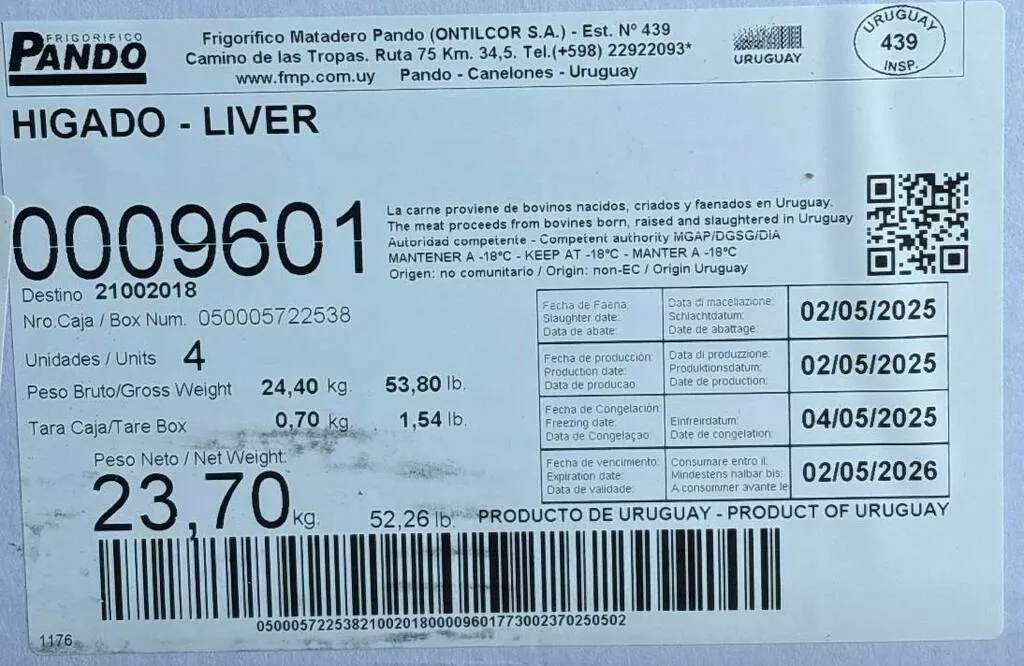 FRIGORIFICO
PANDO
Frigorífico Matadero Pando (ONTILCOR S.A.) - Est. Nº 439
Camino de las Tropas. Ruta 75 Km. 34,5. Tel.(+598) 22922093*
www.fmp.com.uy Pando - Canelones - Uruguay
URUGUAY
URUGUAY
439
INSP.
HIGADO - LIVER
0009601
La carne proviene de bovinos nacidos, criados y faenados en Uruguay.
The meat proceeds from bovines born, raised and slaughtered in Uruguay
Autoridad competente - Competent authority MGAP/DGSG/DIA
MANTENER A -18ºC - KEEP AT -18ºC - MANTER A -18ºC
Origen: no comunitario / Origin: non-EC / Origin Uruguay
Destino 21002018
Nro.Caja / Box Num. 050005722538
Unidades / Units 4
Peso Bruto/Gross Weight 24,40 kg. 53,80 lb.
Tara Caja/Tare Box 0,70 kg. 1,54 lb.
Peso Neto / Net Weight:
23,70 kg. 52,26 lb.
Fecha de Faena: Data di macellazione:
Slaughter date: Schlachtdatum: 02/05/2025
Data de abate: Date de abattage:
Fecha de producción: Data di produzzione:
Production date: Produktionsdatum: 02/05/2025
Data de producao: Date de production:
Fecha de Congelación:
Freezing date: Einfreirdatum: 04/05/2025
Data de Congelaçao: Date de congelation:
Fecha de vencimiento: Consumare entro il:
Expiration date: Mindestens halbar bis: 02/05/2026
Data de validade: A consommer avante le
PRODUCTO DE URUGUAY - PRODUCT OF URUGUAY
05000572253821002018000096017730023702505​02
1176